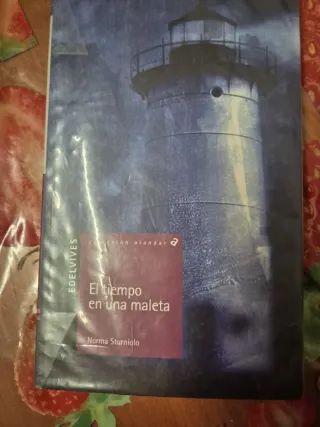 EDELVIVES
colección alandar
El tiempo
en una maleta
Norma Sturniolo